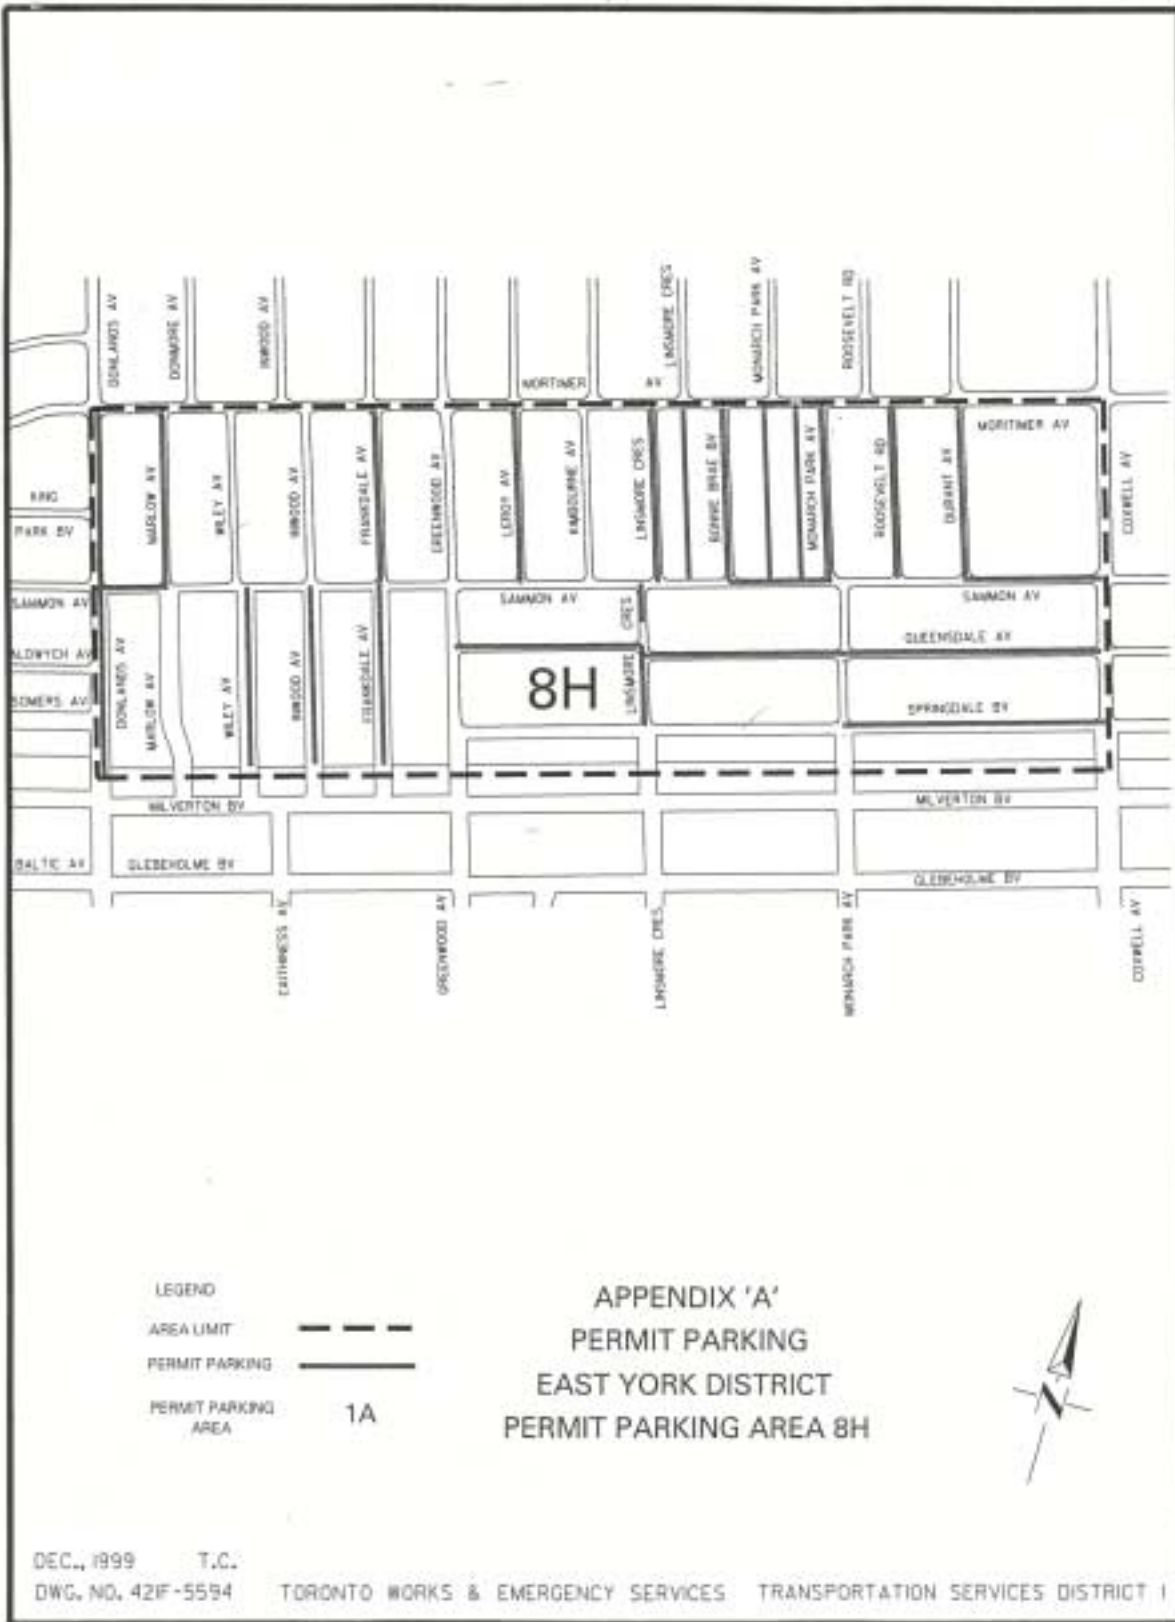 DONLANDS AV
DONMORE AV
INWOOD AV
LINSMORE CRES
MONARCH PARK AV
ROOSEVELT RD
MORTIMER AV
MORTIMER AV
KING
PARK BV
MARLOW AV
WILEY AV
INWOOD AV
FRANKDALE AV
GREENWOOD AV
LEROY AV
KIMBOURNE AV
LINSMORE CRES
BONNIE BRAE BV
MONARCH PARK AV
ROOSEVELT RD
DURANT AV
COXWELL AV
SAMMON AV
SAMMON AV
SAMMON AV
ALDWYCH AV
SOMERS AV
DONLANDS AV
MARLOW AV
WILEY AV
INWOOD AV
FRANKDALE AV
8H
LINSMORE CRES
QUEENSDALE AV
SPRINGDALE BV
MILVERTON BV
MILVERTON BV
BALTIC AV
GLEBEHOLME BV
GLEBEHOLME BV
CAITHNESS AV
GREENWOOD AV
LINSMORE CRES
MONARCH PARK AV
COXWELL AV
LEGEND
AREA LIMIT
PERMIT PARKING
PERMIT PARKING
AREA
1A
APPENDIX 'A'
PERMIT PARKING
EAST YORK DISTRICT
PERMIT PARKING AREA 8H
N
DEC., 1999 T.C.
DWG. NO. 421F-5594 TORONTO WORKS & EMERGENCY SERVICES TRANSPORTATION SERVICES DISTRICT 1